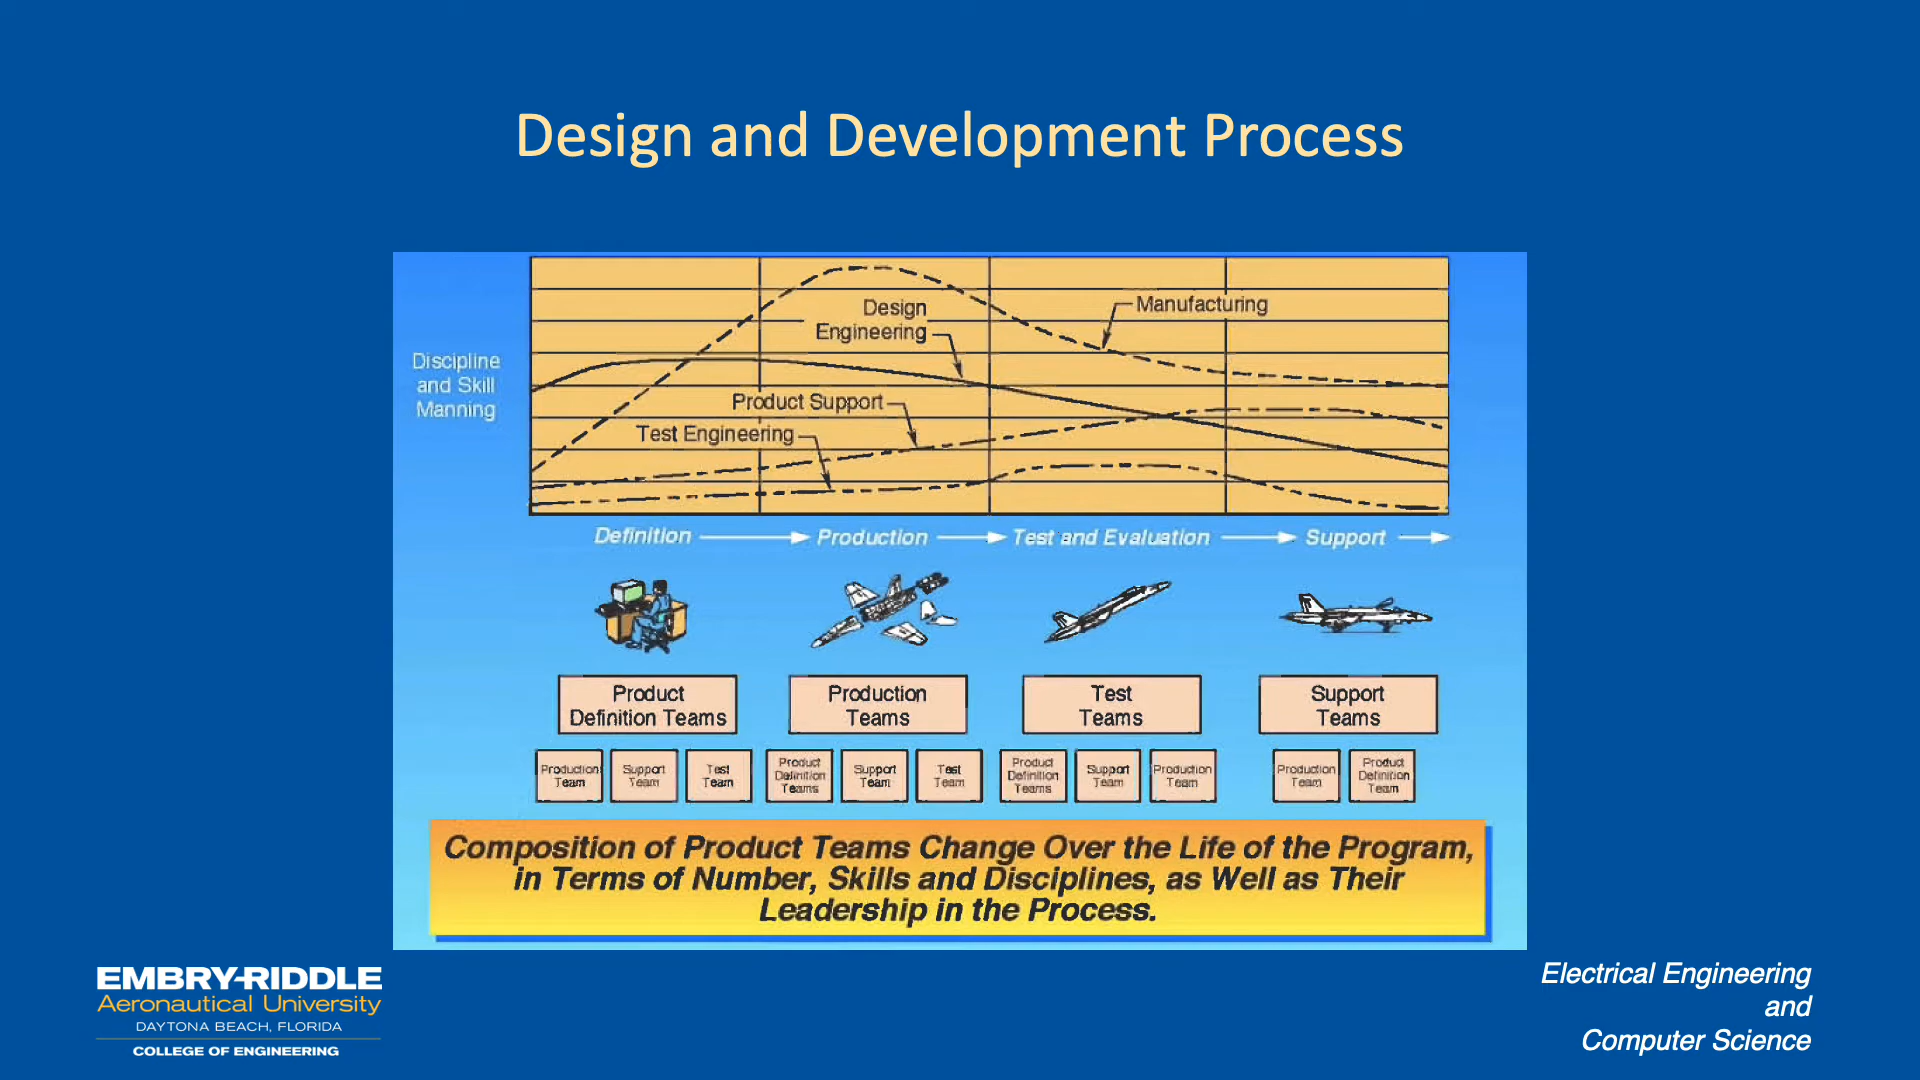 Design and Development Process
Discipline
and Skill
Manning
Design
Engineering
Manufacturing
Product Support
Test Engineering
Definition
Production
Test and Evaluation
Support
Product
Definition Teams
Production
Teams
Test
Teams
Support
Teams
Production
Team
Support
Team
Test
Team
Product
Definition
Teams
Support
Team
Test
Team
Product
Definition
Teams
Support
Team
Production
Team
Production
Team
Product
Definition
Team
Composition of Product Teams Change Over the Life of the Program,
in Terms of Number, Skills and Disciplines, as Well as Their
Leadership in the Process.
EMBRY-RIDDLE
Aeronautical University
DAYTONA BEACH, FLORIDA
COLLEGE OF ENGINEERING
Electrical Engineering
and
Computer Science